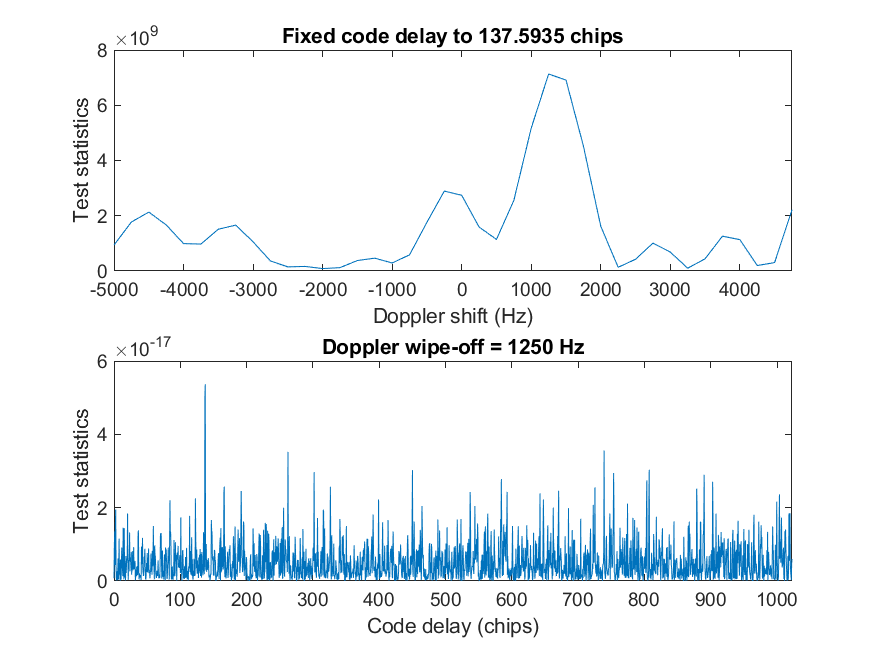 ×10^9
Fixed code delay to 137.5935 chips
8
6
4
2
0
Test statistics
-5000 -4000 -3000 -2000 -1000 0 1000 2000 3000 4000
Doppler shift (Hz)
×10^-17
Doppler wipe-off = 1250 Hz
6
4
2
0
Test statistics
0 100 200 300 400 500 600 700 800 900 1000
Code delay (chips)